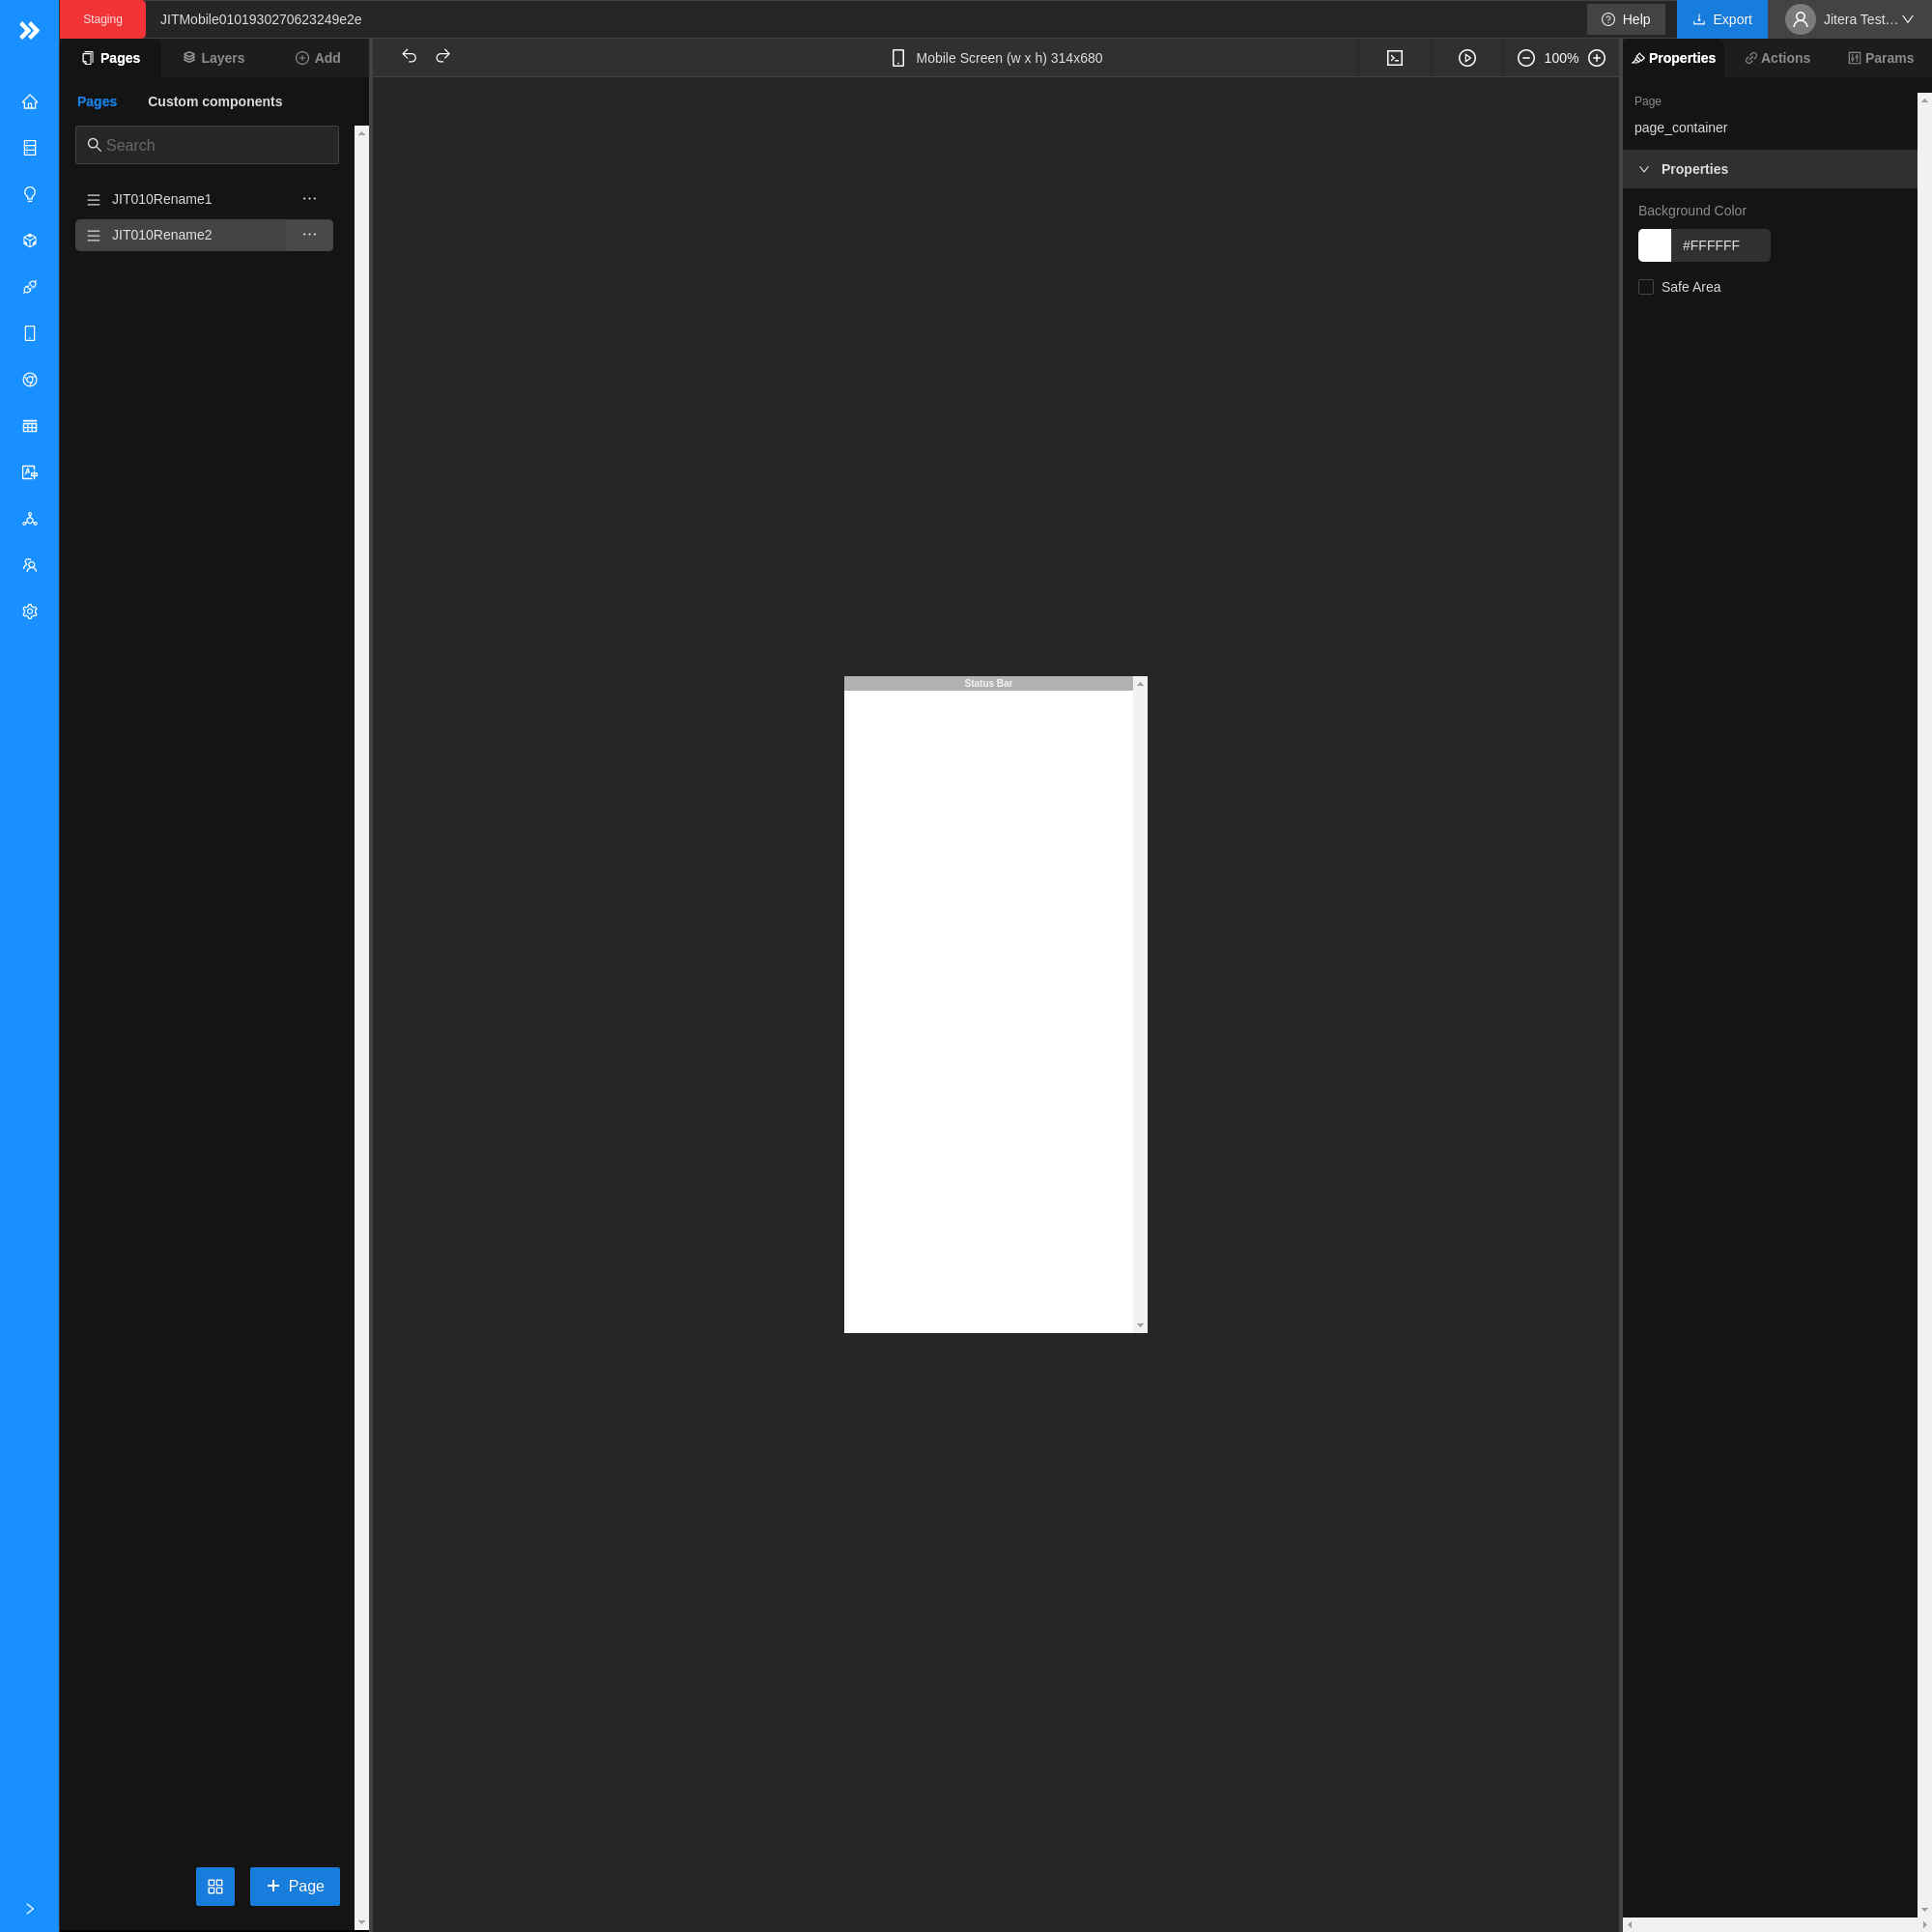 Staging
JITMobile0101930270623249e2e
Help
Export
Jitera Test...
Pages
Layers
Add
Mobile Screen (w x h) 314x680
100%
Properties
Actions
Params
Pages
Custom components
Search
JIT010Rename1
JIT010Rename2
Page
page_container
Properties
Background Color
#FFFFFF
Safe Area
Status Bar
Page